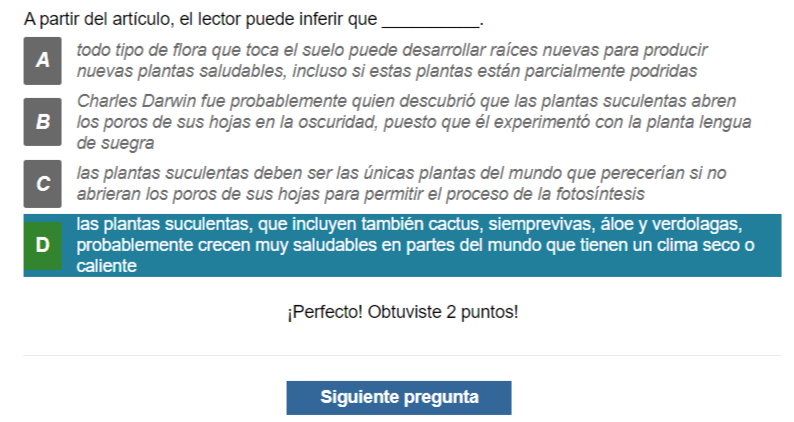 A partir del artículo, el lector puede inferir que __________.
A
todo tipo de flora que toca el suelo puede desarrollar raíces nuevas para producir
nuevas plantas saludables, incluso si estas plantas están parcialmente podridas
B
Charles Darwin fue probablemente quien descubrió que las plantas suculentas abren
los poros de sus hojas en la oscuridad, puesto que él experimentó con la planta lengua
de suegra
C
las plantas suculentas deben ser las únicas plantas del mundo que perecerían si no
abrieran los poros de sus hojas para permitir el proceso de la fotosíntesis
D
las plantas suculentas, que incluyen también cactus, siemprevivas, áloe y verdolagas,
probablemente crecen muy saludables en partes del mundo que tienen un clima seco o
caliente
¡Perfecto! Obtuviste 2 puntos!
Siguiente pregunta